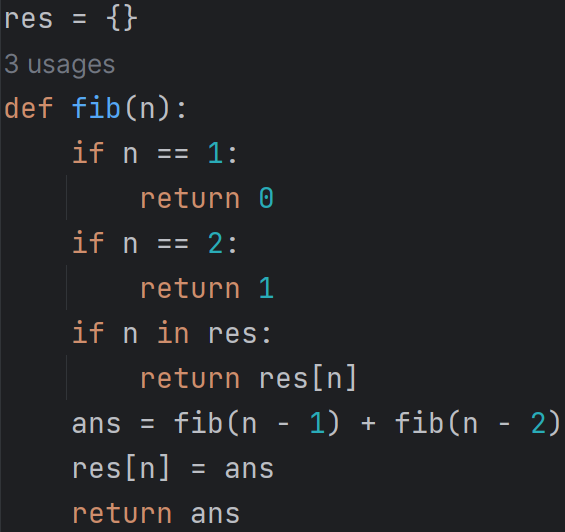 res = {}
3 usages
def fib(n):
    if n == 1:
        return 0
    if n == 2:
        return 1
    if n in res:
        return res[n]
    ans = fib(n - 1) + fib(n - 2)
    res[n] = ans
    return ans